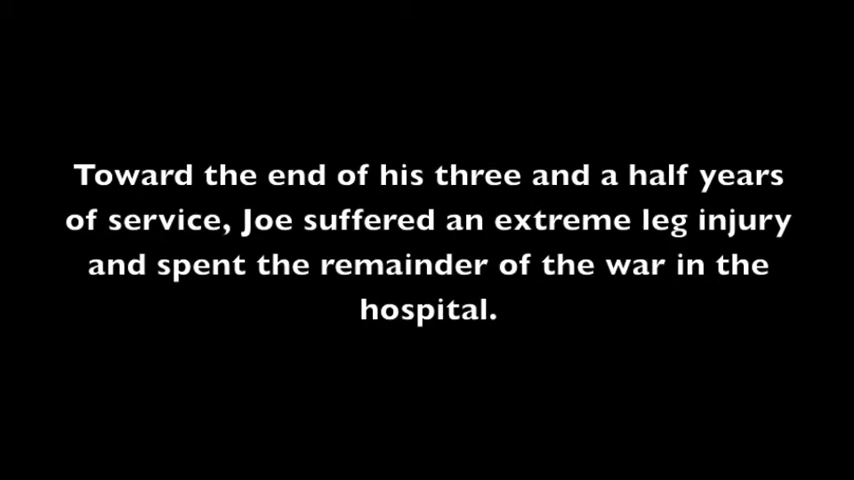 Toward the end of his three and a half years
of service, Joe suffered an extreme leg injury
and spent the remainder of the war in the
hospital.